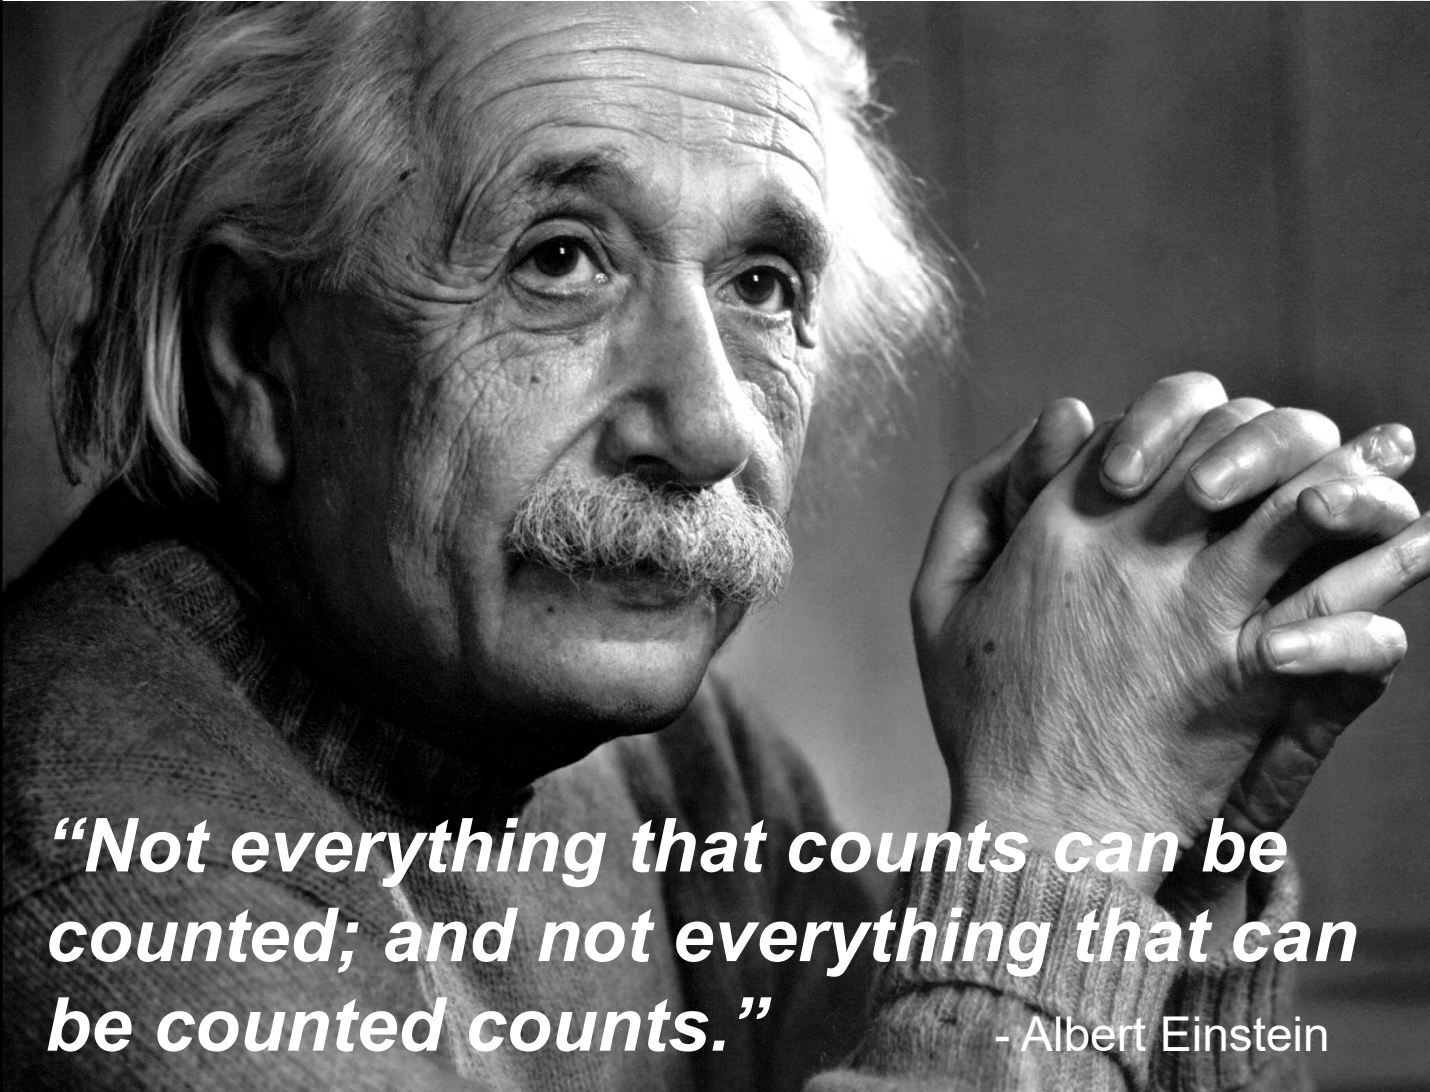 “Not everything that counts can be
counted; and not everything that can
be counted counts.”
- Albert Einstein